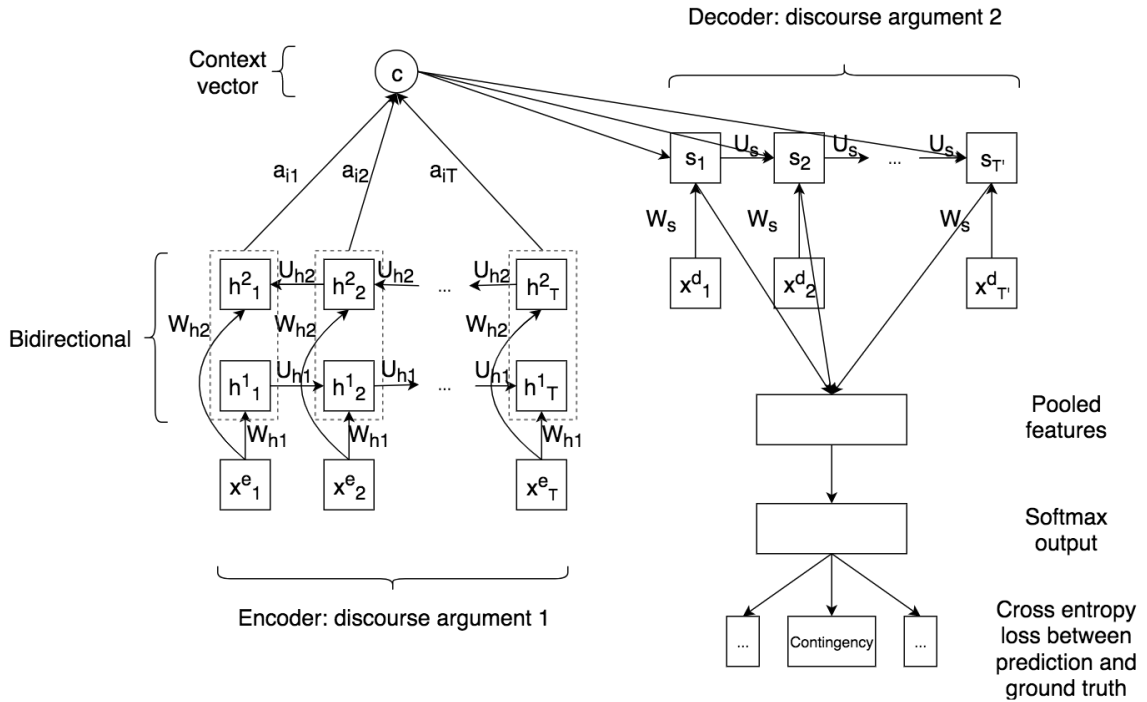 Decoder: discourse argument 2
Context
vector
c
a_i1
a_i2
a_iT
s_1
U_s
s_2
U_s
...
U_s
s_T'
W_s
W_s
W_s
x^d_1
x^d_2
x^d_T'
Bidirectional
h^2_1
U_h2
h^2_2
U_h2
...
U_h2
h^2_T
W_h2
W_h2
W_h2
h^1_1
U_h1
h^1_2
U_h1
...
U_h1
h^1_T
W_h1
W_h1
W_h1
x^e_1
x^e_2
x^e_T
Encoder: discourse argument 1
Pooled
features
Softmax
output
...
Contingency
...
Cross entropy
loss between
prediction and
ground truth